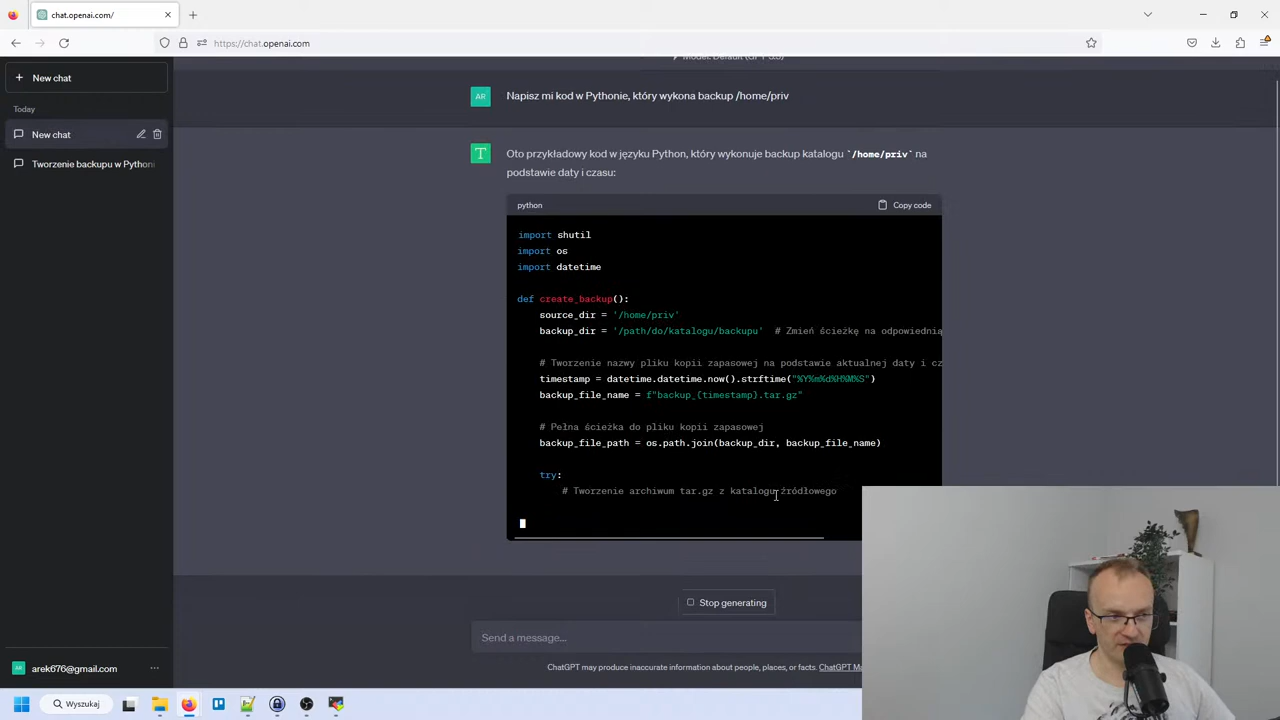 chat.openai.com/
https://chat.openai.com
New chat
Today
New chat
Tworzenie backupu w Pythoni
AR
Napisz mi kod w Pythonie, który wykona backup /home/priv
Oto przykładowy kod w języku Python, który wykonuje backup katalogu `/home/priv` na
podstawie daty i czasu:
python
Copy code
import shutil
import os
import datetime
def create_backup():
source_dir = '/home/priv'
backup_dir = '/path/do/katalogu/backupu' # Zmień ścieżkę na odpowiednią
# Tworzenie nazwy pliku kopii zapasowej na podstawie aktualnej daty i cz
timestamp = datetime.datetime.now().strftime("%Y%m%d%H%M%S")
backup_file_name = f"backup_{timestamp}.tar.gz"
# Pełna ścieżka do pliku kopii zapasowej
backup_file_path = os.path.join(backup_dir, backup_file_name)
try:
# Tworzenie archiwum tar.gz z katalogu źródłowego
Stop generating
Send a message...
ChatGPT may produce inaccurate information about people, places, or facts. ChatGPT Ma
AR
arek676@gmail.com
Wyszukaj